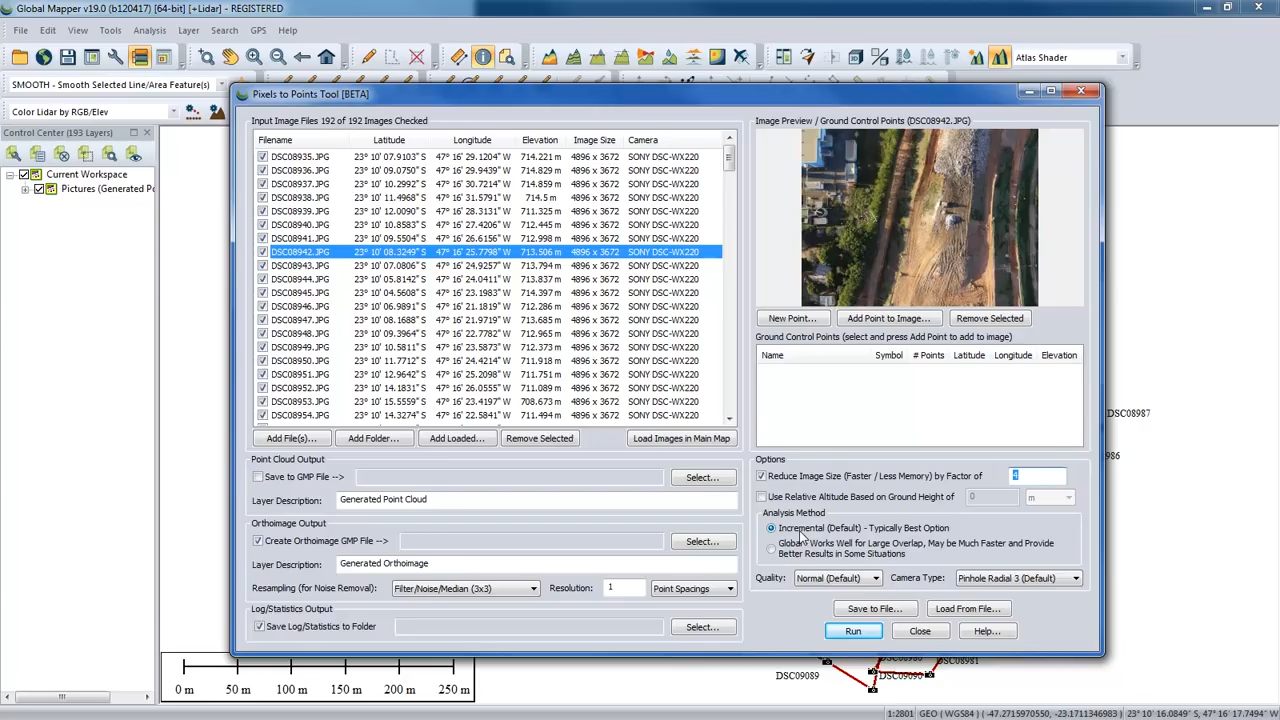 Global Mapper v19.0 (b120417) [64-bit] [+Lidar] - REGISTERED
File Edit View Tools Analysis Layer Search GPS Help
Atlas Shader
SMOOTH - Smooth Selected Line/Area Feature(s)
Color Lidar by RGB/Elev
Control Center (193 Layers)
Current Workspace
Pictures (Generated Po
Pixels to Points Tool [BETA]
Input Image Files 192 of 192 Images Checked
Filename Latitude Longitude Elevation Image Size Camera
DSC08935.JPG 23° 10' 07.9103" S 47° 16' 29.1204" W 714.221 m 4896 x 3672 SONY DSC-WX220
DSC08936.JPG 23° 10' 09.0750" S 47° 16' 29.9439" W 714.829 m 4896 x 3672 SONY DSC-WX220
DSC08937.JPG 23° 10' 10.2992" S 47° 16' 30.7214" W 714.859 m 4896 x 3672 SONY DSC-WX220
DSC08938.JPG 23° 10' 11.4968" S 47° 16' 31.5791" W 714.5 m 4896 x 3672 SONY DSC-WX220
DSC08939.JPG 23° 10' 12.0090" S 47° 16' 28.3131" W 711.325 m 4896 x 3672 SONY DSC-WX220
DSC08940.JPG 23° 10' 10.8583" S 47° 16' 27.4206" W 712.445 m 4896 x 3672 SONY DSC-WX220
DSC08941.JPG 23° 10' 09.5504" S 47° 16' 26.6156" W 712.998 m 4896 x 3672 SONY DSC-WX220
DSC08942.JPG 23° 10' 08.3249" S 47° 16' 25.7798" W 713.506 m 4896 x 3672 SONY DSC-WX220
DSC08943.JPG 23° 10' 07.0806" S 47° 16' 24.9257" W 713.794 m 4896 x 3672 SONY DSC-WX220
DSC08944.JPG 23° 10' 05.8142" S 47° 16' 24.0411" W 713.837 m 4896 x 3672 SONY DSC-WX220
DSC08945.JPG 23° 10' 04.5608" S 47° 16' 23.1983" W 714.397 m 4896 x 3672 SONY DSC-WX220
DSC08946.JPG 23° 10' 06.9891" S 47° 16' 21.1819" W 712.286 m 4896 x 3672 SONY DSC-WX220
DSC08947.JPG 23° 10' 08.1688" S 47° 16' 21.9719" W 712.685 m 4896 x 3672 SONY DSC-WX220
DSC08948.JPG 23° 10' 09.3964" S 47° 16' 22.7782" W 712.965 m 4896 x 3672 SONY DSC-WX220
DSC08949.JPG 23° 10' 10.5811" S 47° 16' 23.5873" W 712.373 m 4896 x 3672 SONY DSC-WX220
DSC08950.JPG 23° 10' 11.7712" S 47° 16' 24.4214" W 711.918 m 4896 x 3672 SONY DSC-WX220
DSC08951.JPG 23° 10' 12.9642" S 47° 16' 25.2098" W 711.751 m 4896 x 3672 SONY DSC-WX220
DSC08952.JPG 23° 10' 14.1831" S 47° 16' 26.0555" W 711.089 m 4896 x 3672 SONY DSC-WX220
DSC08953.JPG 23° 10' 15.5559" S 47° 16' 23.4105" W 708.673 m 4896 x 3672 SONY DSC-WX220
DSC08954.JPG 23° 10' 14.3274" S 47° 16' 22.5841" W 711.494 m 4896 x 3672 SONY DSC-WX220
Add File(s)... Add Folder... Add Loaded... Remove Selected Load Images in Main Map
Point Cloud Output
Save to GMP File --> Select...
Layer Description: Generated Point Cloud
Orthoimage Output
Create Orthoimage GMP File --> Select...
Layer Description: Generated Orthoimage
Resampling (for Noise Removal): Filter/Noise/Median (3x3) Resolution: 1 Point Spacings
Log/Statistics Output
Save Log/Statistics to Folder Select...
Image Preview / Ground Control Points (DSC08942.JPG)
New Point... Add Point to Image... Remove Selected
Ground Control Points (select and press Add Point to add to image)
Name Symbol # Points Latitude Longitude Elevation
Options
Reduce Image Size (Faster / Less Memory) by Factor of 4
Use Relative Altitude Based on Ground Height of 0 m
Analysis Method
Incremental (Default) - Typically Best Option
Global - Works Well for Large Overlap, May be Much Faster and Provide
Better Results in Some Situations
Quality: Normal (Default) Camera Type: Pinhole Radial 3 (Default)
Save to File... Load From File...
Run Close Help...
DSC08987
986
DSC08980 DSC08981
DSC09089 DSC09090
0 m 50 m 100 m 150 m 200 m 250 m
1:2801 GEO (WGS84) ( -47.2715970550, -23.1711346983) 23° 10' 16.0849" S, 47° 16' 17.7494" W